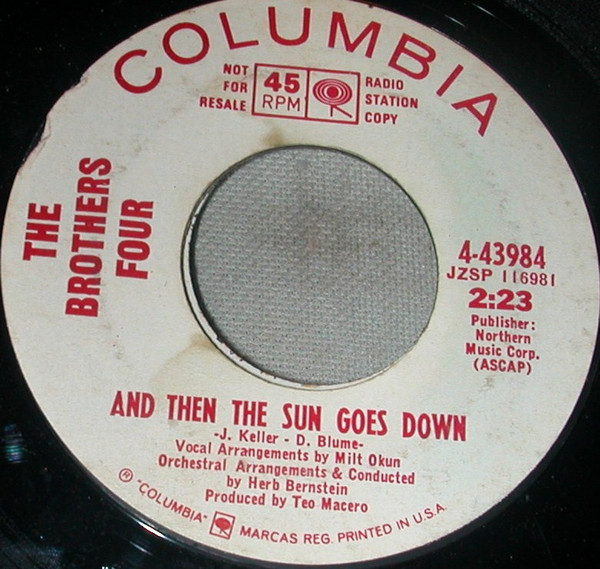 COLUMBIA
NOT
FOR
RESALE
45
RPM
RADIO
STATION
COPY
THE
BROTHERS
FOUR
4-43984
JZSP 116981
2:23
Publisher:
Northern
Music Corp.
(ASCAP)
AND THEN THE SUN GOES DOWN
-J. Keller - D. Blume-
Vocal Arrangements by Milt Okun
Orchestral Arrangements & Conducted
by Herb Bernstein
Produced by Teo Macero
Ⓡ "COLUMBIA" MARCAS REG. PRINTED IN U.S.A.